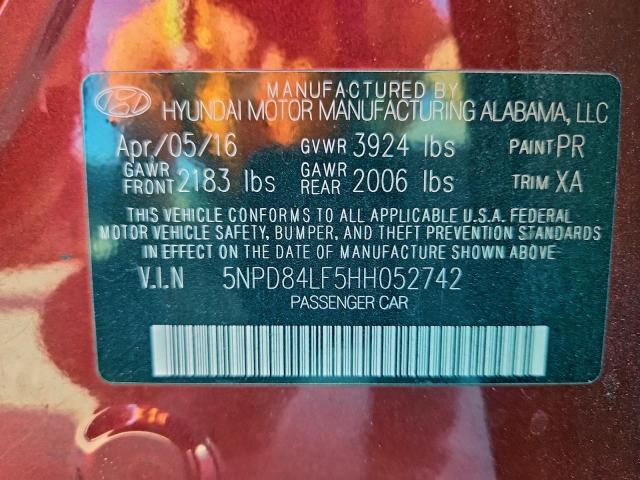 MANUFACTURED BY
HYUNDAI MOTOR MANUFACTURING ALABAMA, LLC
Apr/05/16 GVWR 3924 lbs PAINT PR
GAWR FRONT 2183 lbs GAWR REAR 2006 lbs TRIM XA
THIS VEHICLE CONFORMS TO ALL APPLICABLE U.S.A. FEDERAL
MOTOR VEHICLE SAFETY, BUMPER, AND THEFT PREVENTION STANDARDS
IN EFFECT ON THE DATE OF MANUFACTURE SHOWN ABOVE
V.I.N 5NPD84LF5HH052742
PASSENGER CAR